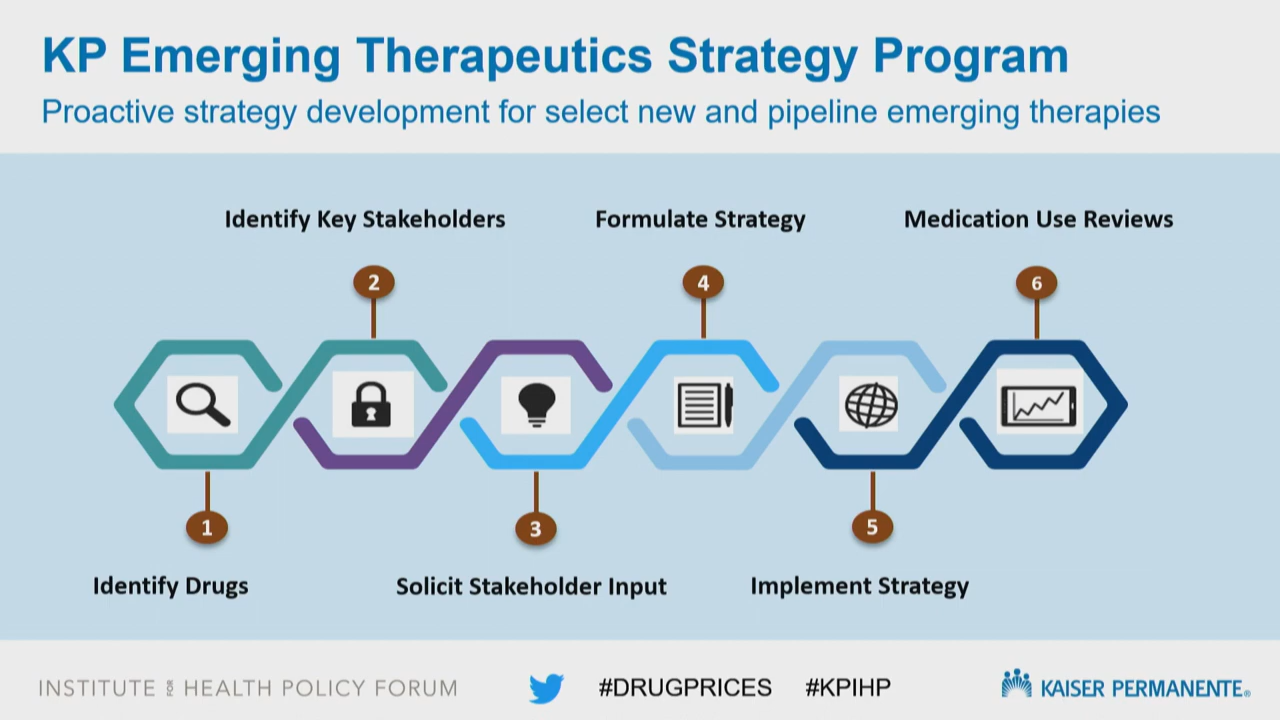 KP Emerging Therapeutics Strategy Program
Proactive strategy development for select new and pipeline emerging therapies
Identify Key Stakeholders
Formulate Strategy
Medication Use Reviews
2
4
6
1
3
5
Identify Drugs
Solicit Stakeholder Input
Implement Strategy
INSTITUTE FOR HEALTH POLICY FORUM
#DRUGPRICES #KPIHP
KAISER PERMANENTE®